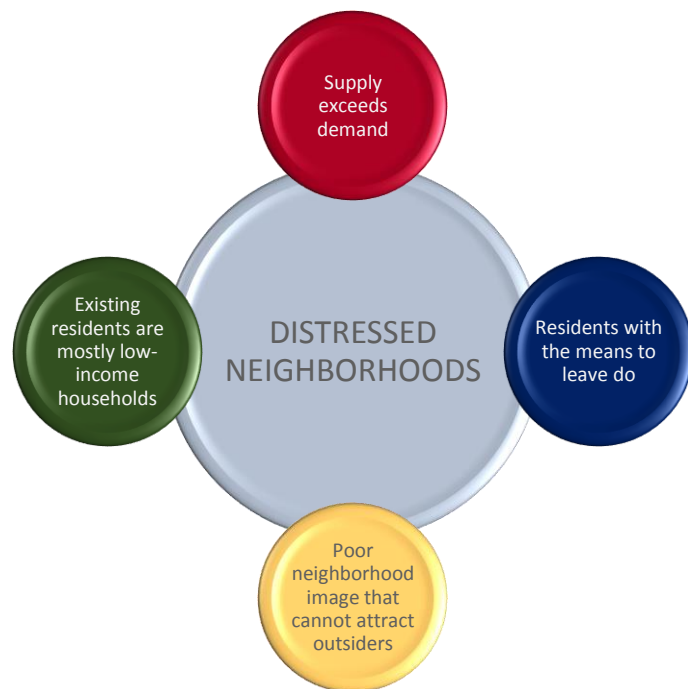 Supply
exceeds
demand
Existing
residents are
mostly low-
income
households
DISTRESSED
NEIGHBORHOODS
Residents with
the means to
leave do
Poor
neighborhood
image that
cannot attract
outsiders